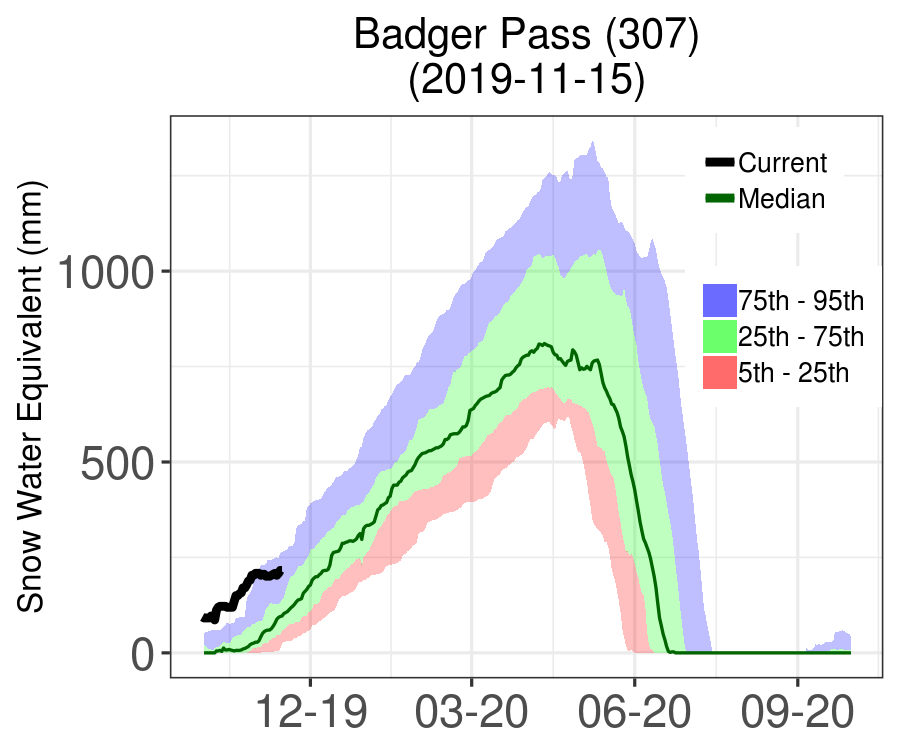 Badger Pass (307)
(2019-11-15)
Snow Water Equivalent (mm)
1000
500
0
12-19
03-20
06-20
09-20
Current
Median
75th - 95th
25th - 75th
5th - 25th